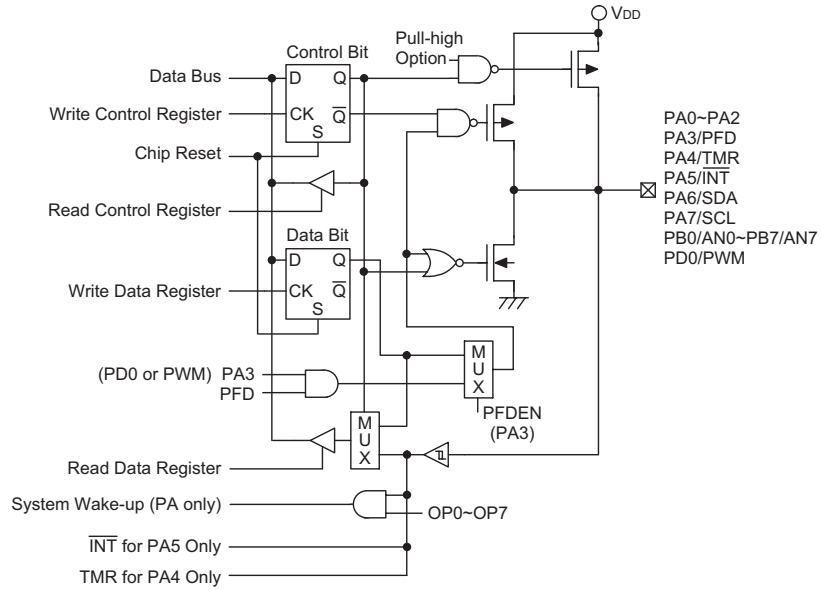 VDD
Pull-high
Option
Control Bit
Data Bus
D Q
Write Control Register
CK Q̅
S
Chip Reset
Read Control Register
Data Bit
D Q
Write Data Register
CK Q̅
S
PA0~PA2
PA3/PFD
PA4/TMR
PA5/I̅N̅T̅
PA6/SDA
PA7/SCL
PB0/AN0~PB7/AN7
PD0/PWM
(PD0 or PWM) PA3
PFD
M
U
X
PFDEN
(PA3)
M
U
X
Read Data Register
System Wake-up (PA only)
OP0~OP7
I̅N̅T̅ for PA5 Only
TMR for PA4 Only